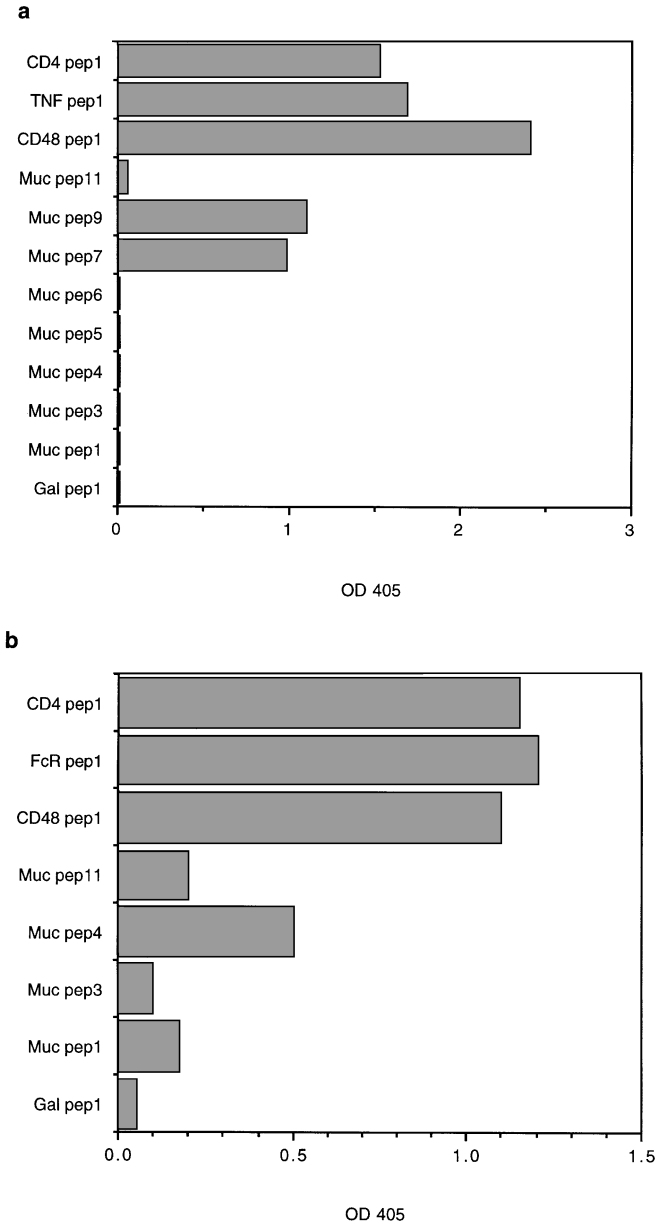 a
CD4 pep1
TNF pep1
CD48 pep1
Muc pep11
Muc pep9
Muc pep7
Muc pep6
Muc pep5
Muc pep4
Muc pep3
Muc pep1
Gal pep1
0 1 2 3
OD 405
b
CD4 pep1
FcR pep1
CD48 pep1
Muc pep11
Muc pep4
Muc pep3
Muc pep1
Gal pep1
0.0 0.5 1.0 1.5
OD 405